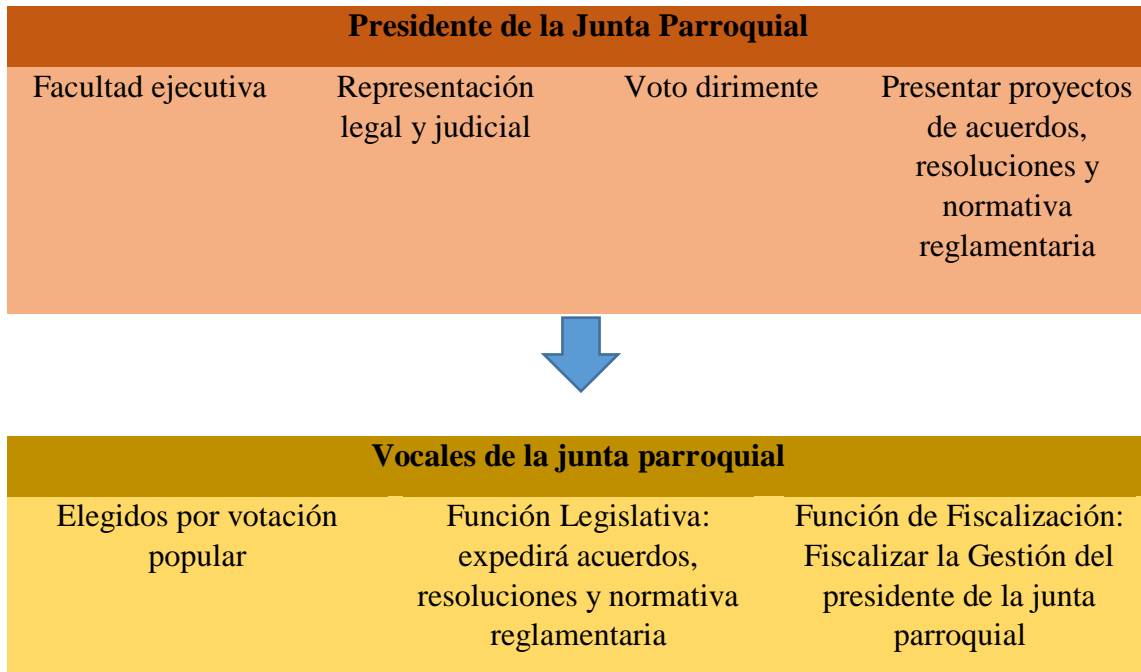 Presidente de la Junta Parroquial
Facultad ejecutiva
Representación
legal y judicial
Voto dirimente
Presentar proyectos
de acuerdos,
resoluciones y
normativa
reglamentaria
Vocales de la junta parroquial
Elegidos por votación
popular
Función Legislativa:
expedirá acuerdos,
resoluciones y normativa
reglamentaria
Función de Fiscalización:
Fiscalizar la Gestión del
presidente de la junta
parroquial